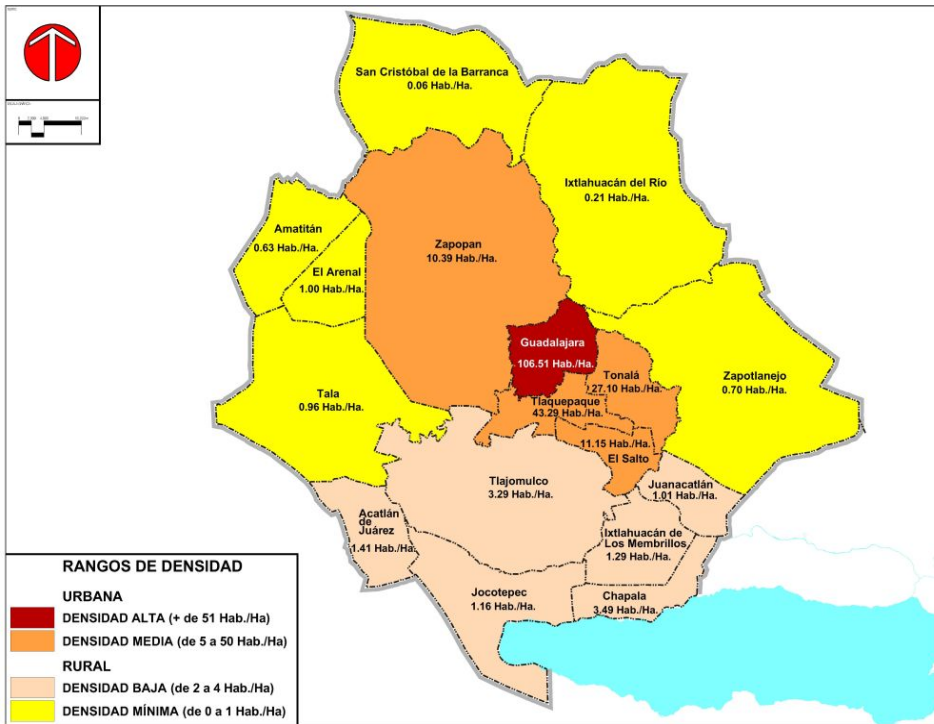 San Cristóbal de la Barranca
0.06 Hab./Ha.
Ixtlahuacán del Río
0.21 Hab./Ha.
Amatitán
0.63 Hab./Ha.
Zapopan
10.39 Hab./Ha.
El Arenal
1.00 Hab./Ha.
Guadalajara
106.51 Hab./Ha.
Tonalá
27.10 Hab./Ha.
Zapotlanejo
0.70 Hab./Ha.
Tala
0.96 Hab./Ha.
Tlaquepaque
43.29 Hab./Ha.
11.15 Hab./Ha.
El Salto
Tlajomulco
3.29 Hab./Ha.
Juanacatlán
1.01 Hab./Ha.
Acatlán
de
Juárez
1.41 Hab./Ha.
Ixtlahuacán de
Los Membrillos
1.29 Hab./Ha.
Jocotepec
1.16 Hab./Ha.
Chapala
3.49 Hab./Ha.
RANGOS DE DENSIDAD
URBANA
DENSIDAD ALTA (+ de 51 Hab./Ha)
DENSIDAD MEDIA (de 5 a 50 Hab./Ha)
RURAL
DENSIDAD BAJA (de 2 a 4 Hab./Ha)
DENSIDAD MÍNIMA (de 0 a 1 Hab./Ha)